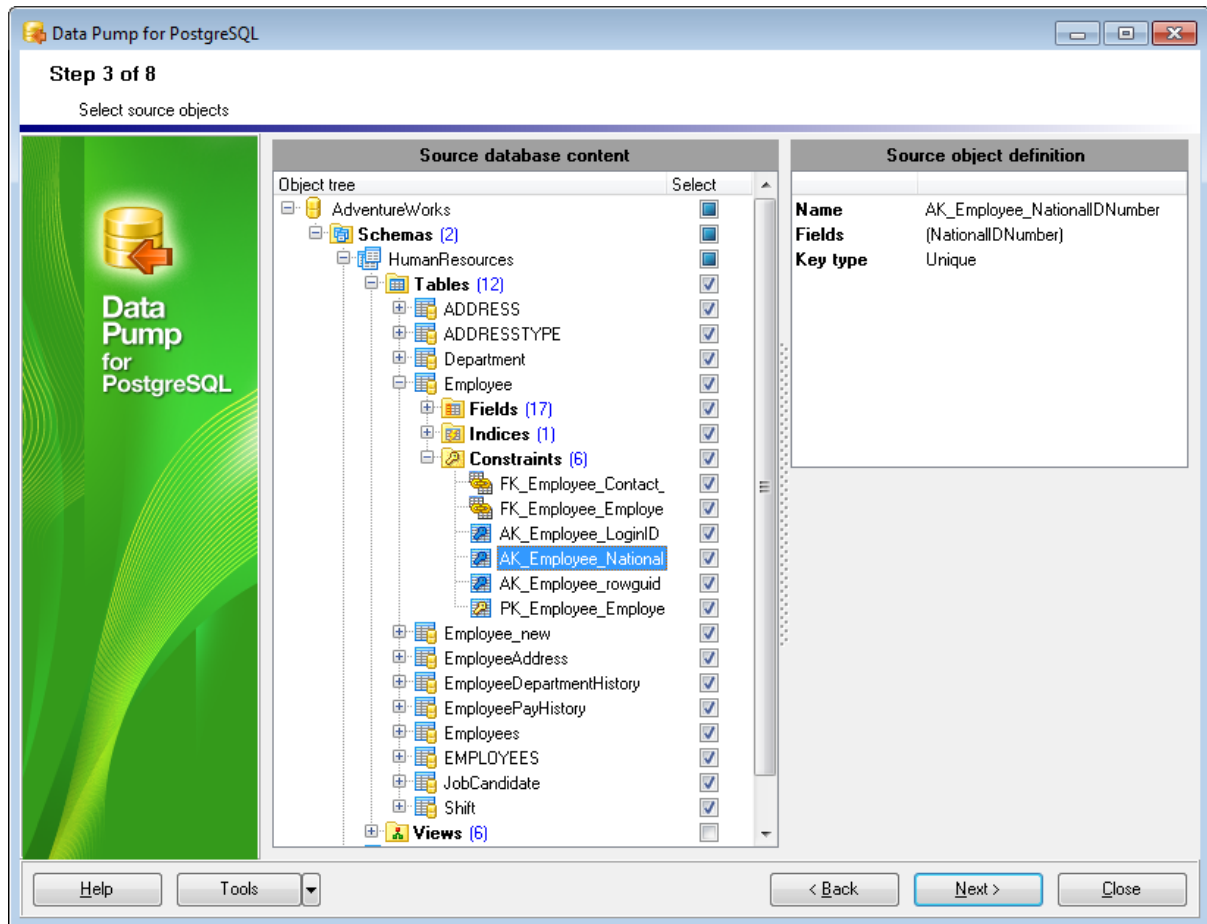 Data Pump for PostgreSQL
Step 3 of 8
Select source objects
Data
Pump
for
PostgreSQL
Source database content
Object tree Select
AdventureWorks
Schemas (2)
HumanResources
Tables (12)
ADDRESS
ADDRESSTYPE
Department
Employee
Fields (17)
Indices (1)
Constraints (6)
FK_Employee_Contact_
FK_Employee_Employe
AK_Employee_LoginID
AK_Employee_National
AK_Employee_rowguid
PK_Employee_Employe
Employee_new
EmployeeAddress
EmployeeDepartmentHistory
EmployeePayHistory
Employees
EMPLOYEES
JobCandidate
Shift
Views (6)
Source object definition
Name AK_Employee_NationalIDNumber
Fields (NationalIDNumber)
Key type Unique
Help Tools < Back Next > Close